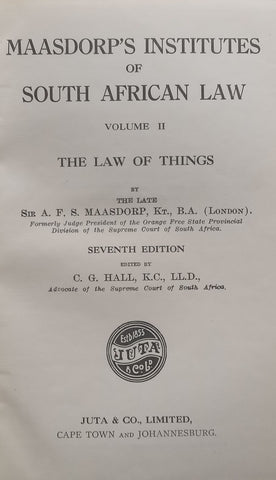 MAASDORP'S INSTITUTES
OF
SOUTH AFRICAN LAW
VOLUME II
THE LAW OF THINGS
BY
THE LATE
SIR A. F. S. MAASDORP, KT., B.A. (LONDON).
Formerly Judge President of the Orange Free State Provincial
Division of the Supreme Court of South Africa.
SEVENTH EDITION
EDITED BY
C. G. HALL, K.C., LL.D.,
Advocate of the Supreme Court of South Africa.
ESTD 1853
JUTA
& CO LD
JUTA & CO., LIMITED,
CAPE TOWN AND JOHANNESBURG.